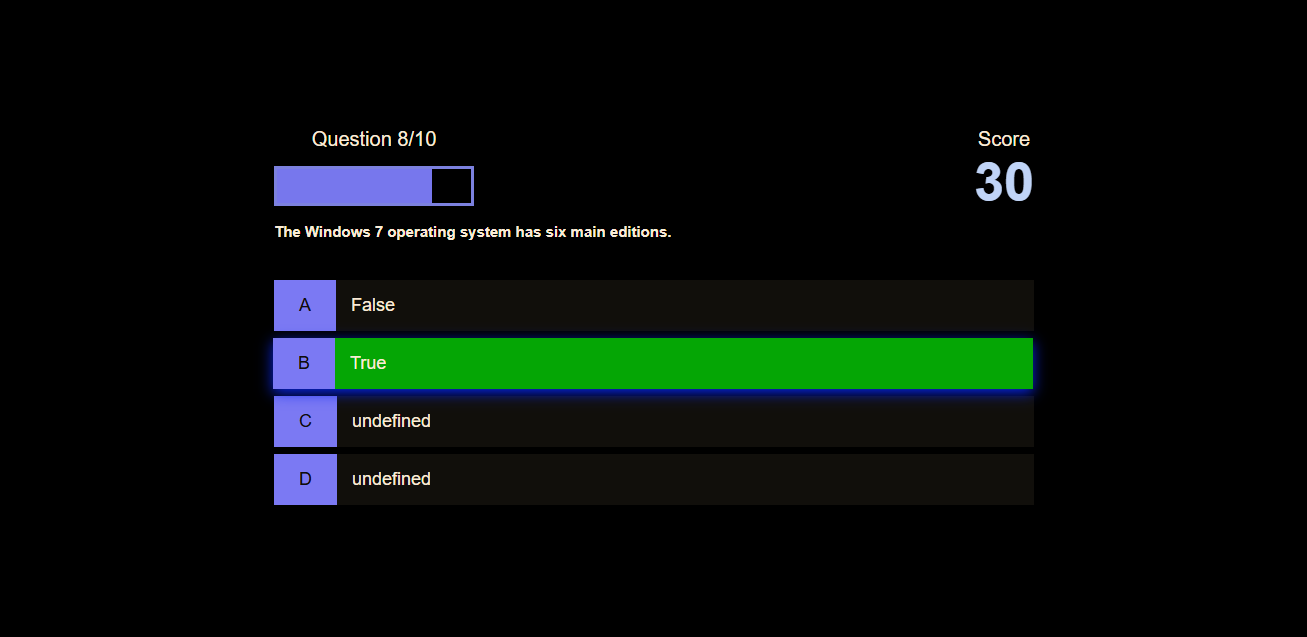 Question 8/10
Score
30
The Windows 7 operating system has six main editions.
A False
B True
C undefined
D undefined